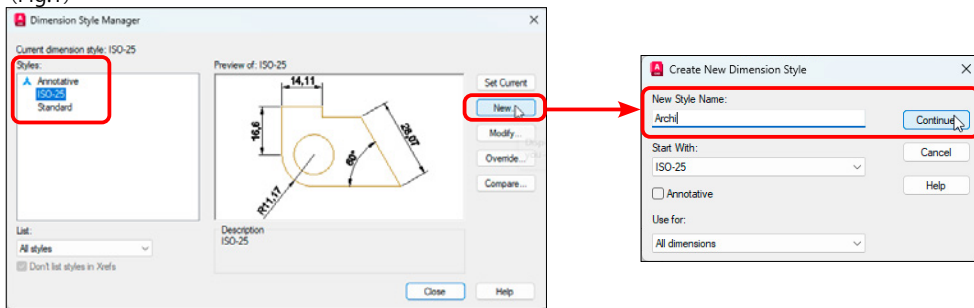 (Fig.1)
Dimension Style Manager
Current dimension style: ISO-25
Styles:
Annotative
ISO-25
Standard
Preview of: ISO-25
14,11
16,6
28,07
60°
R11,17
Set Current
New...
Modify...
Override...
Compare...
List:
All styles
Don't list styles in Xrefs
Description
ISO-25
Close
Help
Create New Dimension Style
New Style Name:
Archi
Continue
Start With:
ISO-25
Cancel
Annotative
Help
Use for:
All dimensions